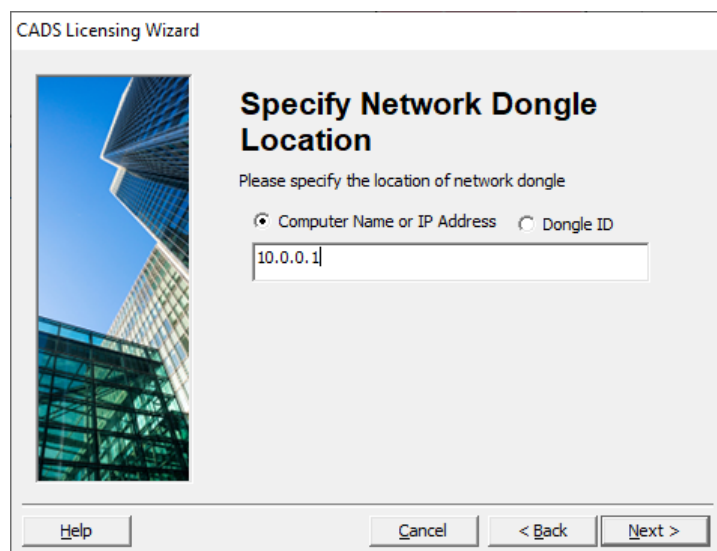 CADS Licensing Wizard
Specify Network Dongle
Location
Please specify the location of network dongle
Computer Name or IP Address
Dongle ID
10.0.0.1
Help
Cancel
< Back
Next >